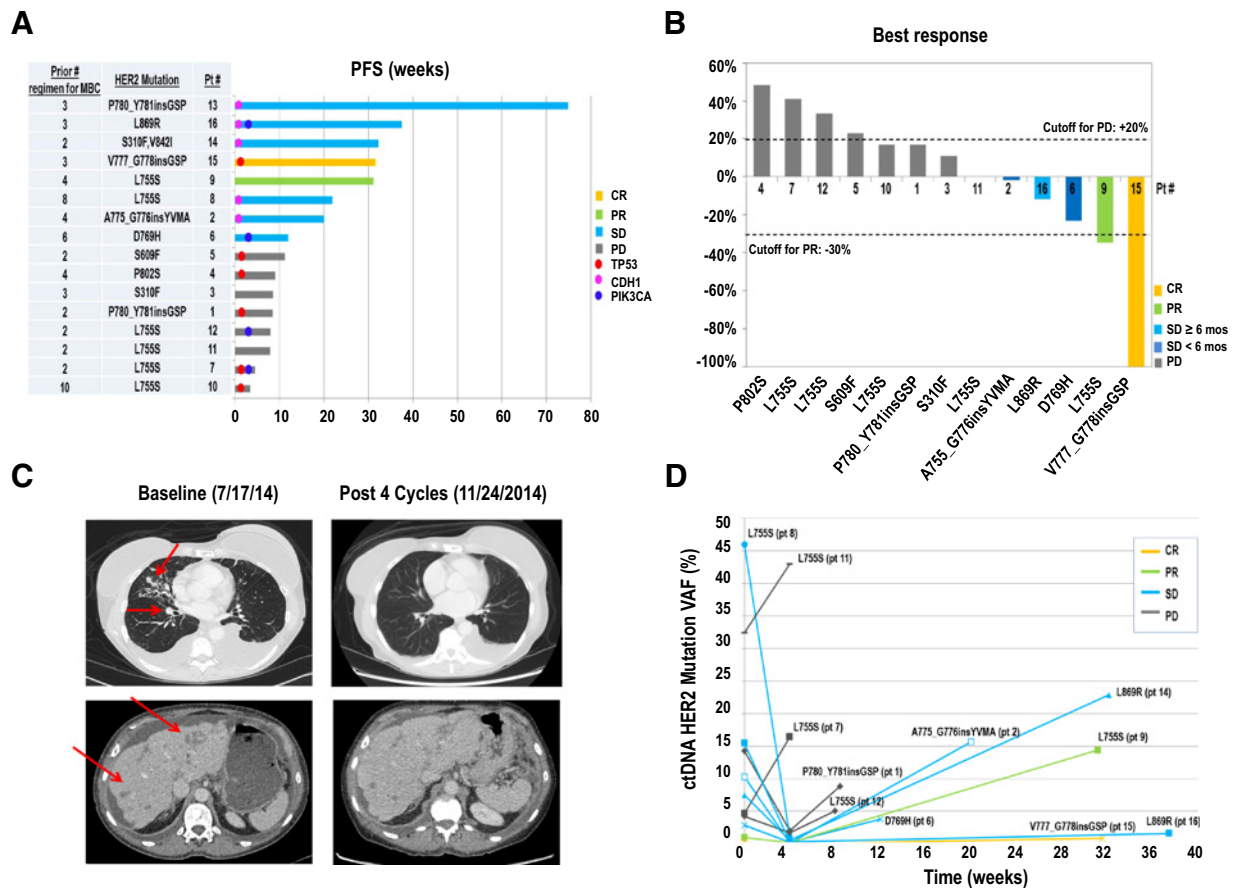 A
PFS (weeks)
Prior #
regimen for MBC HER2 Mutation Pt #
3 P780_Y781insGSP 13
3 L869R 16
2 S310F,V842I 14
3 V777_G778insGSP 15
4 L755S 9
8 L755S 8
4 A775_G776insYVMA 2
6 D769H 6
2 S609F 5
4 P802S 4
3 S310F 3
2 P780_Y781insGSP 1
2 L755S 12
2 L755S 11
2 L755S 7
10 L755S 10
0 10 20 30 40 50 60 70 80
CR
PR
SD
PD
TP53
CDH1
PIK3CA
B
Best response
60%
40%
20%
0%
-20%
-40%
-60%
-80%
-100%
Cutoff for PD: +20%
4 7 12 5 10 1 3 11 2 16 6 9 15 Pt #
Cutoff for PR: -30%
CR
PR
SD ≥ 6 mos
SD < 6 mos
PD
P802S
L755S
L755S
S609F
L755S
P780_Y781insGSP
S310F
L755S
A755_G776insYVMA
L869R
D769H
L755S
V777_G778insGSP
C
Baseline (7/17/14) Post 4 Cycles (11/24/2014)
D
ctDNA HER2 Mutation VAF (%)
50
45
40
35
30
25
20
15
10
5
0
L755S (pt 8)
L755S (pt 11)
L869R (pt 14)
L755S (pt 7)
A775_G776insYVMA (pt 2)
L755S (pt 9)
P780_Y781insGSP (pt 1)
L755S (pt 12)
D769H (pt 6)
V777_G778insGSP (pt 15)
L869R (pt 16)
CR
PR
SD
PD
0 4 8 12 16 20 24 28 32 36 40
Time (weeks)